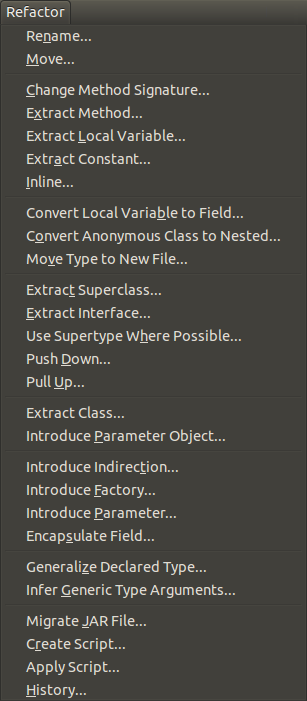 Refactor
Rename...
Move...
Change Method Signature...
Extract Method...
Extract Local Variable...
Extract Constant...
Inline...
Convert Local Variable to Field...
Convert Anonymous Class to Nested...
Move Type to New File...
Extract Superclass...
Extract Interface...
Use Supertype Where Possible...
Push Down...
Pull Up...
Extract Class...
Introduce Parameter Object...
Introduce Indirection...
Introduce Factory...
Introduce Parameter...
Encapsulate Field...
Generalize Declared Type...
Infer Generic Type Arguments...
Migrate JAR File...
Create Script...
Apply Script...
History...